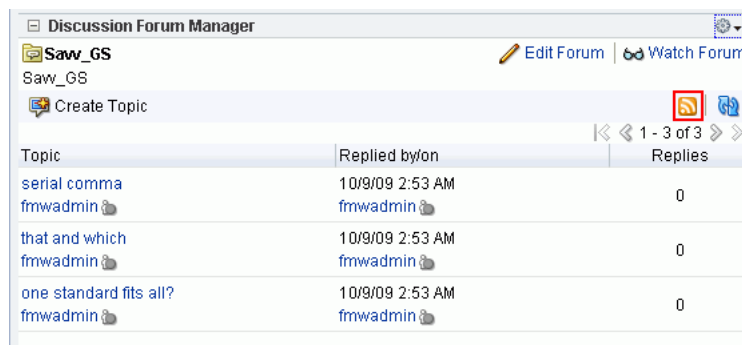 Discussion Forum Manager
Savv_GS Edit Forum Watch Forum
Savv_GS
Create Topic
1 - 3 of 3
Topic Replied by/on Replies
serial comma 10/9/09 2:53 AM 0
fmwadmin fmwadmin
that and which 10/9/09 2:53 AM 0
fmwadmin fmwadmin
one standard fits all? 10/9/09 2:53 AM 0
fmwadmin fmwadmin